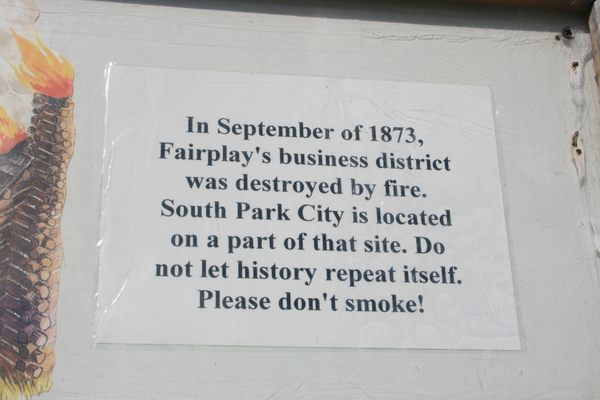 In September of 1873,
Fairplay's business district
was destroyed by fire.
South Park City is located
on a part of that site. Do
not let history repeat itself.
Please don't smoke!